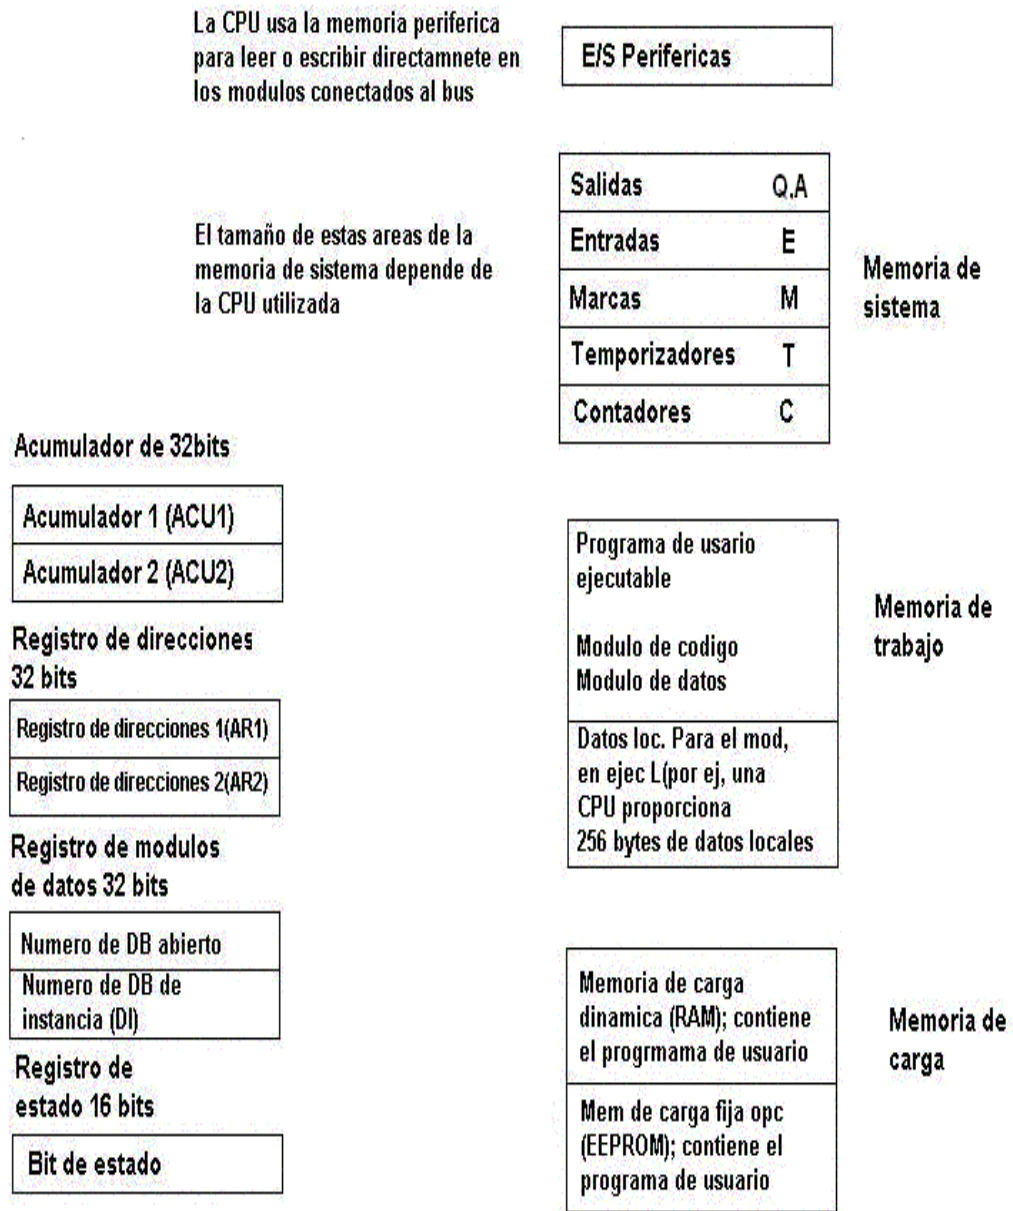 La CPU usa la memoria periferica
para leer o escribir directamnete en
los modulos conectados al bus
E/S Perifericas
El tamaño de estas areas de la
memoria de sistema depende de
la CPU utilizada
Salidas Q,A
Entradas E
Marcas M
Temporizadores T
Contadores C
Memoria de
sistema
Acumulador de 32bits
Acumulador 1 (ACU1)
Acumulador 2 (ACU2)
Registro de direcciones
32 bits
Registro de direcciones 1(AR1)
Registro de direcciones 2(AR2)
Registro de modulos
de datos 32 bits
Numero de DB abierto
Numero de DB de
instancia (DI)
Registro de
estado 16 bits
Bit de estado
Programa de usario
ejecutable
Modulo de codigo
Modulo de datos
Datos loc. Para el mod,
en ejec L(por ej, una
CPU proporciona
256 bytes de datos locales
Memoria de
trabajo
Memoria de carga
dinamica (RAM); contiene
el progrmama de usuario
Mem de carga fija opc
(EEPROM); contiene el
programa de usuario
Memoria de
carga